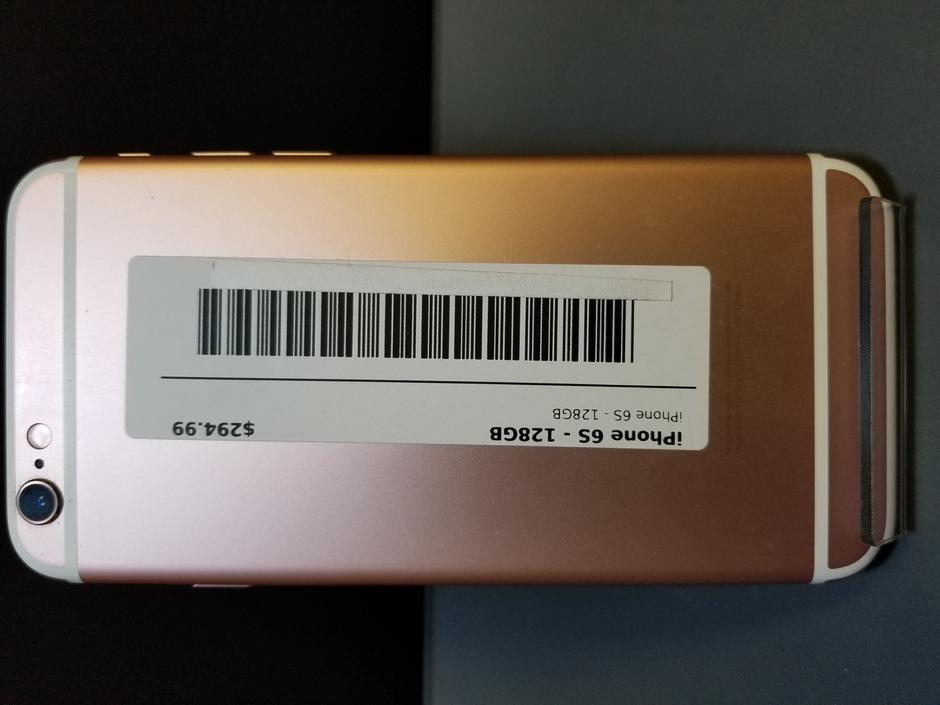 iPhone 6S - 128GB $294.99
iPhone 6S - 128GB